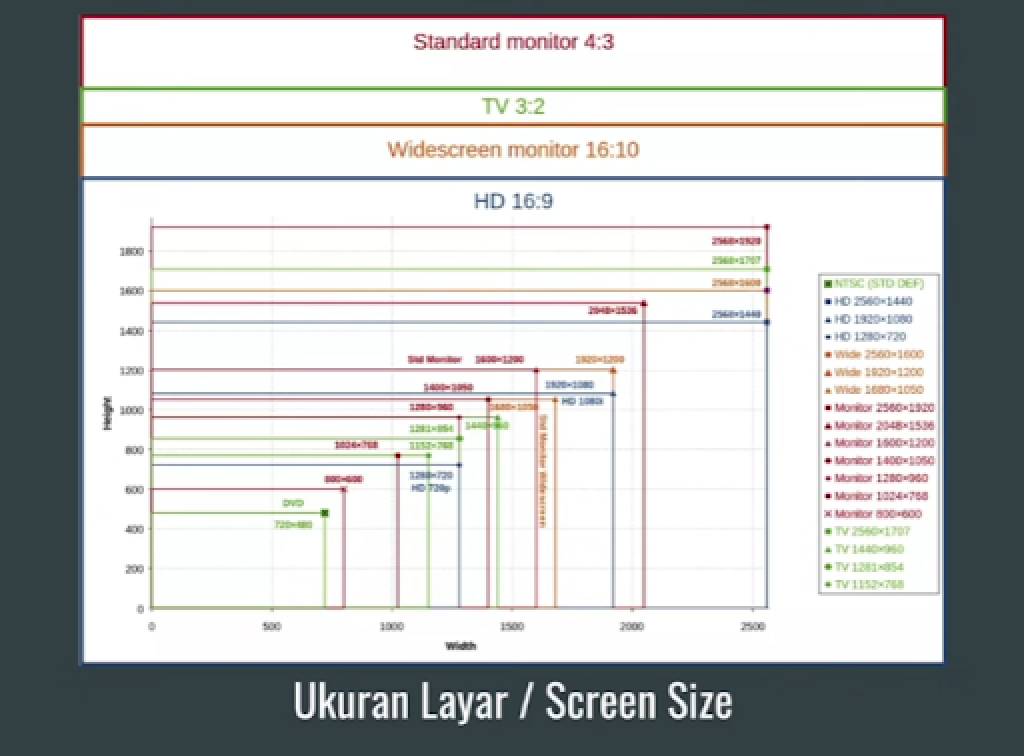 Standard monitor 4:3
TV 3:2
Widescreen monitor 16:10
HD 16:9
1800
1600
1400
1200
1000
800
600
400
200
0
Height
2560×1920
2560×1707
2560×1600
2048×1536
2560×1440
Std Monitor 1600×1200
1920×1200
1400×1050
1920×1080
HD 1080i
1280×960
1680×1050
1281×854
1440×960
1024×768
1152×768
1280×720
HD 720p
800×600
DVD
720×480
Std Monitor Widescreen
0
500
1000
1500
2000
2500
Width
NTSC (STD DEF)
HD 2560×1440
HD 1920×1080
HD 1280×720
Wide 2560×1600
Wide 1920×1200
Wide 1680×1050
Monitor 2560×1920
Monitor 2048×1536
Monitor 1600×1200
Monitor 1400×1050
Monitor 1280×960
Monitor 1024×768
Monitor 800×600
TV 2560×1707
TV 1440×960
TV 1281×854
TV 1152×768
Ukuran Layar / Screen Size